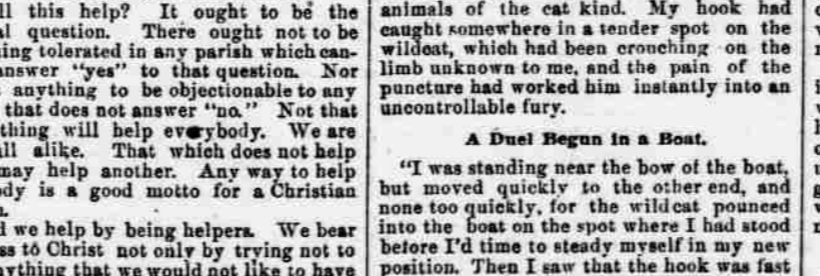 ll this help? It ought to be the
al question. There ought not to be
ing tolerated in any parish which can-
answer "yes" to that question. Nor
anything to be objectionable to any
that does not answer "no." Not that
thing will help everybody. We are
ll alike. That which does not help
may help another. Any way to help
ody is a good motto for a Christian
d we help by being helpers. We bear
ss to Christ not only by trying not to
ything that we would not like to have
animals of the cat kind. My hook had
caught somewhere in a tender spot on the
wildcat, which had been crouching on the
limb unknown to me, and the pain of the
puncture had worked him instantly into an
uncontrollable fury.
A Duel Begun in a Boat.
"I was standing near the bow of the boat,
but moved quickly to the other end, and
none too quickly, for the wildcat pounced
into the boat on the spot where I had stood
before I'd time to steady myself in my new
position. Then I saw that the hook was fast